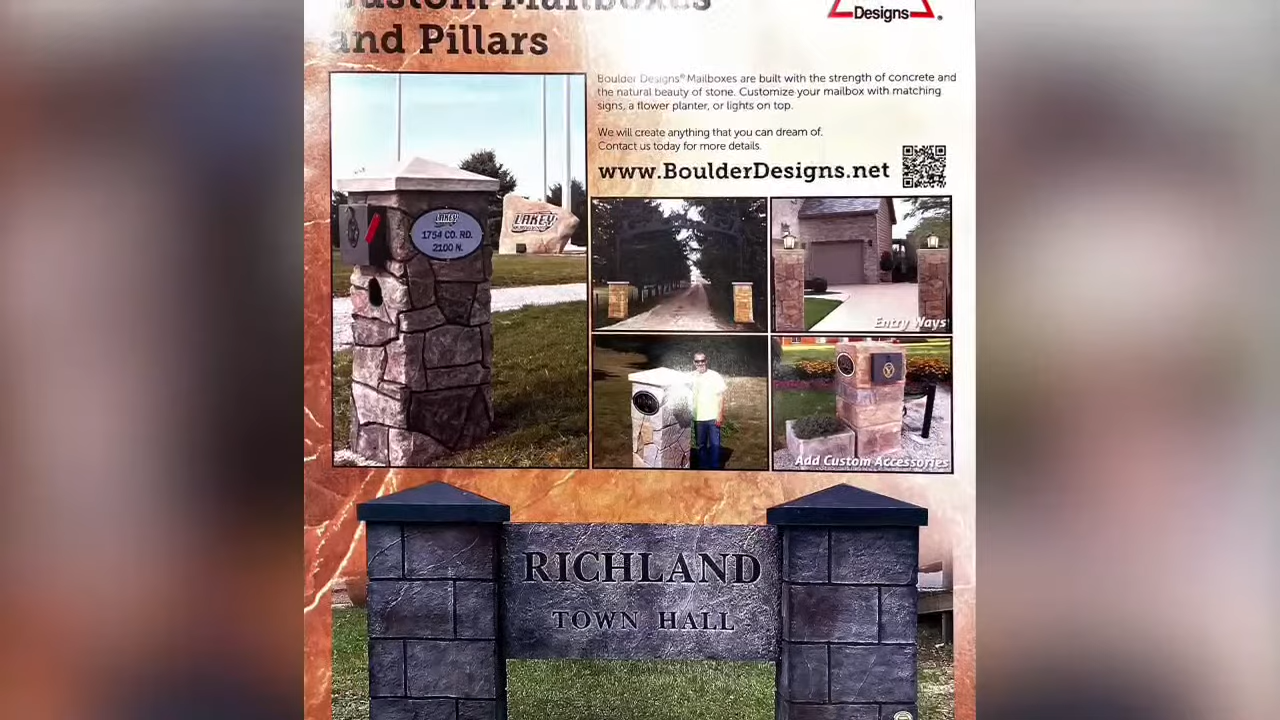 Custom Mailboxes
and Pillars
Designs
Boulder Designs® Mailboxes are built with the strength of concrete and
the natural beauty of stone. Customize your mailbox with matching
signs, a flower planter, or lights on top.
We will create anything that you can dream of.
Contact us today for more details.
www.BoulderDesigns.net
LAKEY
1754 CO. RD.
2100 N.
LAKEY
Entry Ways
Add Custom Accessories
RICHLAND
TOWN HALL